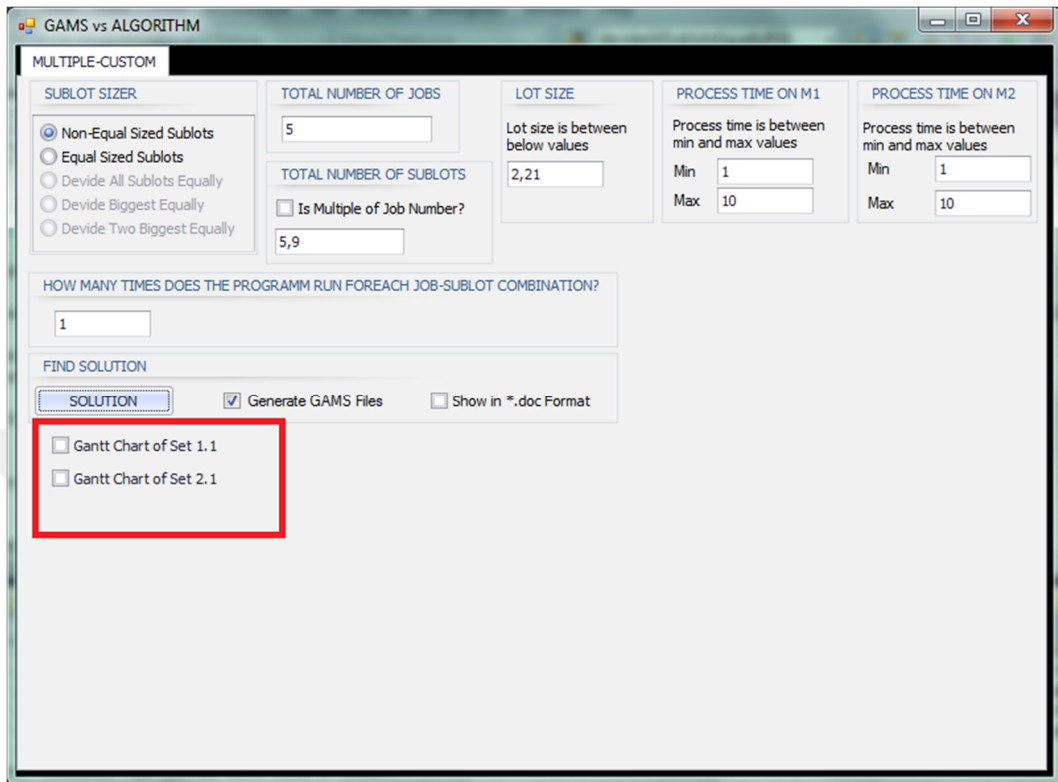 GAMS vs ALGORITHM
MULTIPLE-CUSTOM
SUBLOT SIZER
Non-Equal Sized Sublots
Equal Sized Sublots
Devide All Sublots Equally
Devide Biggest Equally
Devide Two Biggest Equally
TOTAL NUMBER OF JOBS
5
TOTAL NUMBER OF SUBLOTS
Is Multiple of Job Number?
5,9
LOT SIZE
Lot size is between
below values
2,21
PROCESS TIME ON M1
Process time is between
min and max values
Min 1
Max 10
PROCESS TIME ON M2
Process time is between
min and max values
Min 1
Max 10
HOW MANY TIMES DOES THE PROGRAMM RUN FOREACH JOB-SUBLOT COMBINATION?
1
FIND SOLUTION
SOLUTION Generate GAMS Files Show in *.doc Format
Gantt Chart of Set 1.1
Gantt Chart of Set 2.1